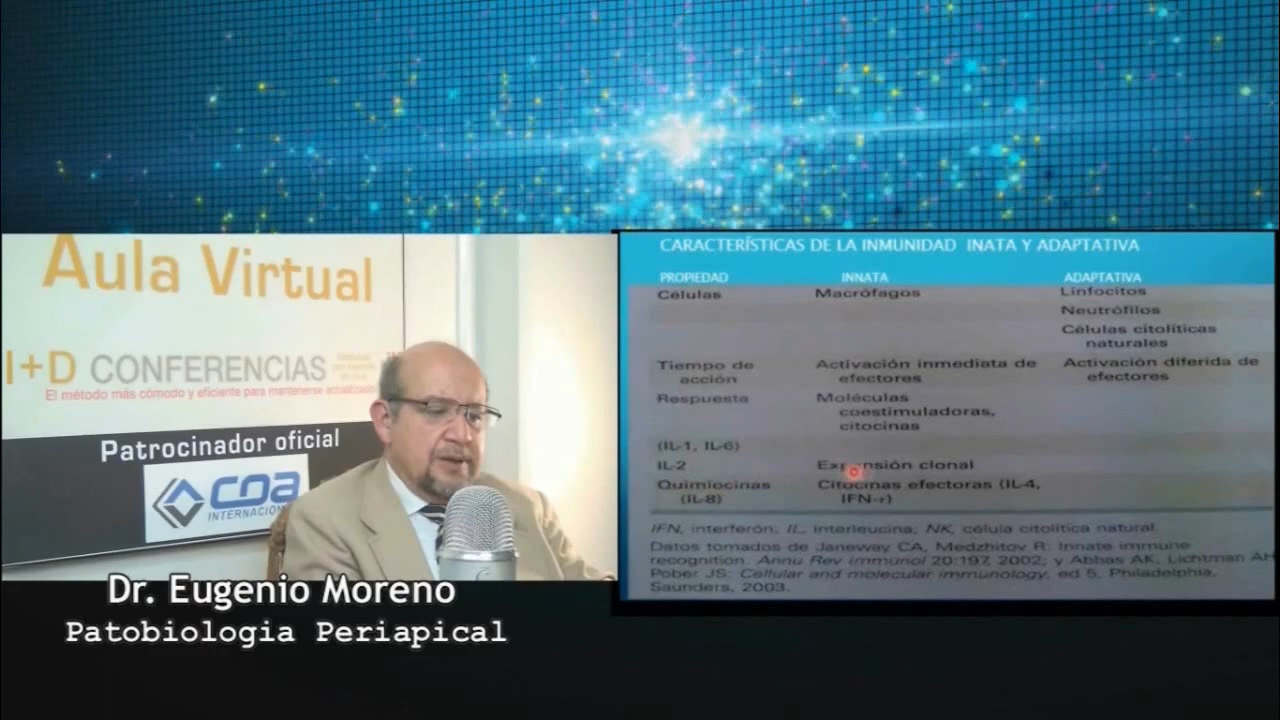 Aula Virtual
I+D CONFERENCIAS
El método más cómodo y eficiente para mantenerse actualizado
Patrocinador oficial
COA
INTERNACION
Dr. Eugenio Moreno
Patobiologia Periapical
CARACTERÍSTICAS DE LA INMUNIDAD INATA Y ADAPTATIVA
PROPIEDAD INNATA ADAPTATIVA
Células Macrófagos Linfocitos
Neutrófilos
Células citolíticas
naturales
Tiempo de Activación inmediata de Activación diferida de
acción efectores efectores
Respuesta Moléculas
coestimuladoras,
citocinas
(IL-1, IL-6)
IL-2 Expansión clonal
Quimiocinas Citocinas efectoras (IL-4,
(IL-8) IFN-r)
IFN, interferón; IL, interleucina; NK, célula citolítica natural.
Datos tomados de Janeway CA, Medzhitov R: Innate immune
recognition. Annu Rev Immunol 20:197, 2002; y Abbas AK, Lichtman AH
Pober JS: Cellular and molecular immunology, ed 5, Philadelphia,
Saunders, 2003.